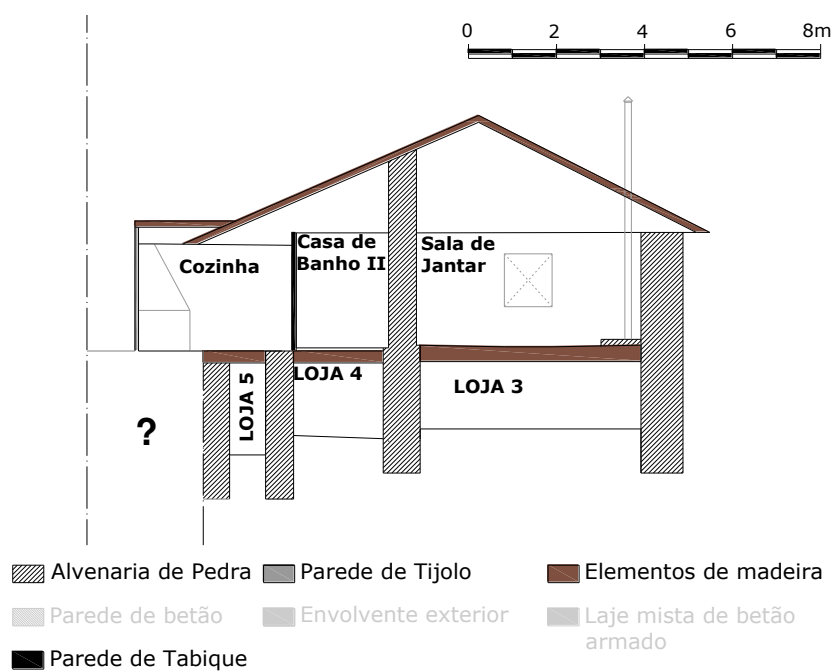 0 2 4 6 8m
Casa de
Banho II
Sala de
Jantar
Cozinha
LOJA 5
LOJA 4
LOJA 3
?
Alvenaria de Pedra Parede de Tijolo Elementos de madeira
Parede de betão Envolvente exterior Laje mista de betão
armado
Parede de Tabique